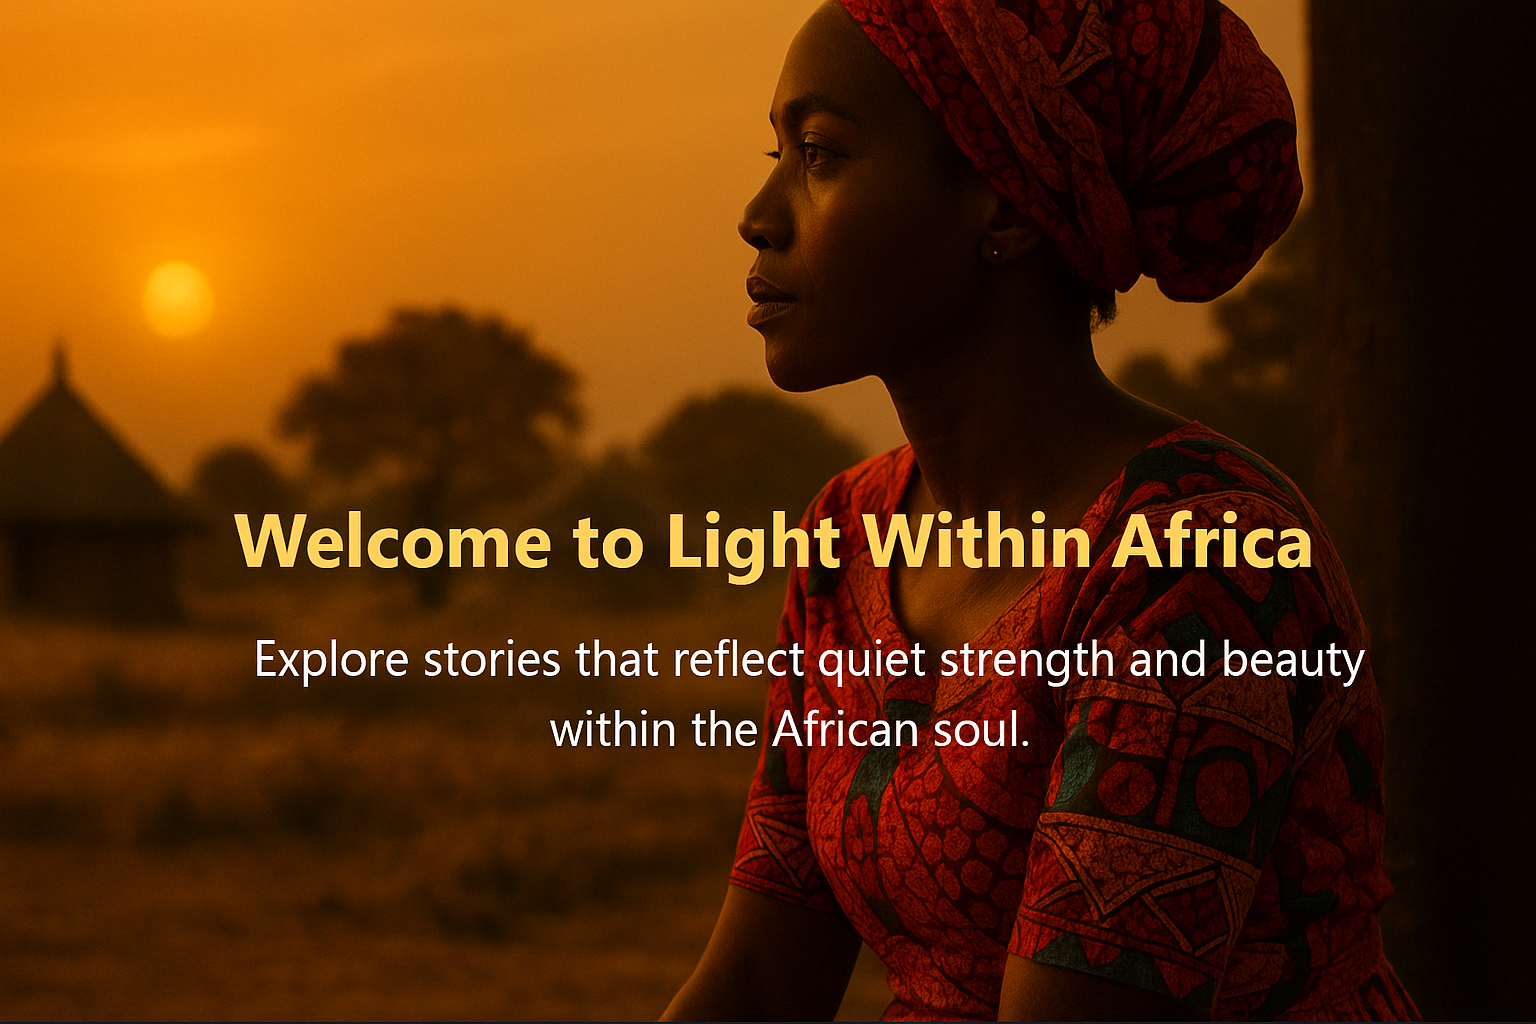 Welcome to Light Within Africa
Explore stories that reflect quiet strength and beauty
within the African soul.